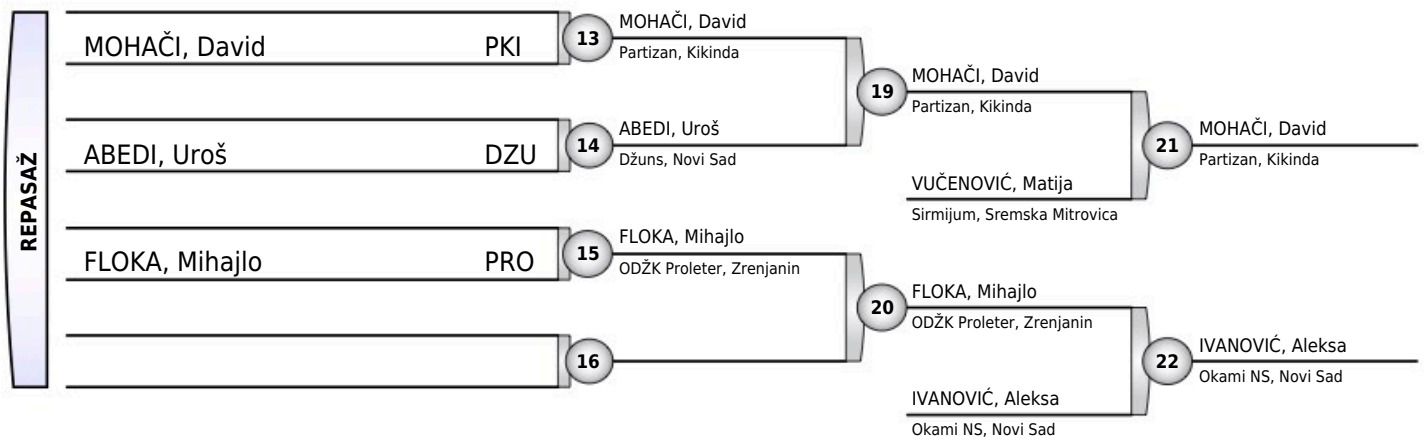 REPASAŽ
MOHAČI, David PKI
ABEDI, Uroš DZU
FLOKA, Mihajlo PRO
13
MOHAČI, David
Partizan, Kikinda
14
ABEDI, Uroš
Džuns, Novi Sad
15
FLOKA, Mihajlo
ODŽK Proleter, Zrenjanin
16
19
MOHAČI, David
Partizan, Kikinda
VUČENOVIĆ, Matija
Sirmijum, Sremska Mitrovica
20
FLOKA, Mihajlo
ODŽK Proleter, Zrenjanin
IVANOVIĆ, Aleksa
Okami NS, Novi Sad
21
MOHAČI, David
Partizan, Kikinda
22
IVANOVIĆ, Aleksa
Okami NS, Novi Sad